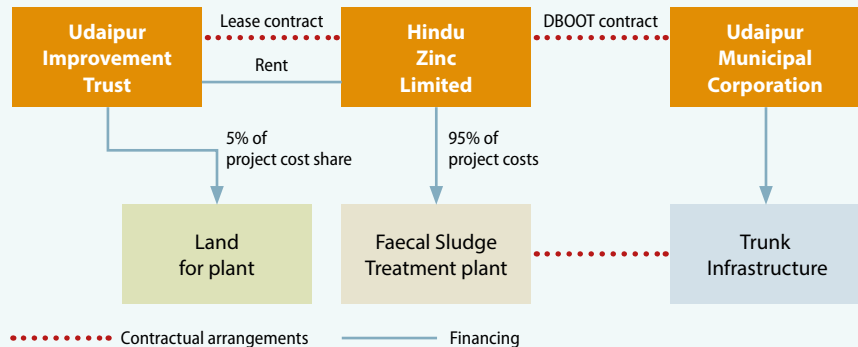 Udaipur
Improvement
Trust
Lease contract
Rent
Hindu
Zinc
Limited
DBOOT contract
Udaipur
Municipal
Corporation
5% of
project cost share
95% of
project costs
Land
for plant
Faecal Sludge
Treatment plant
Trunk
Infrastructure
Contractual arrangements
Financing